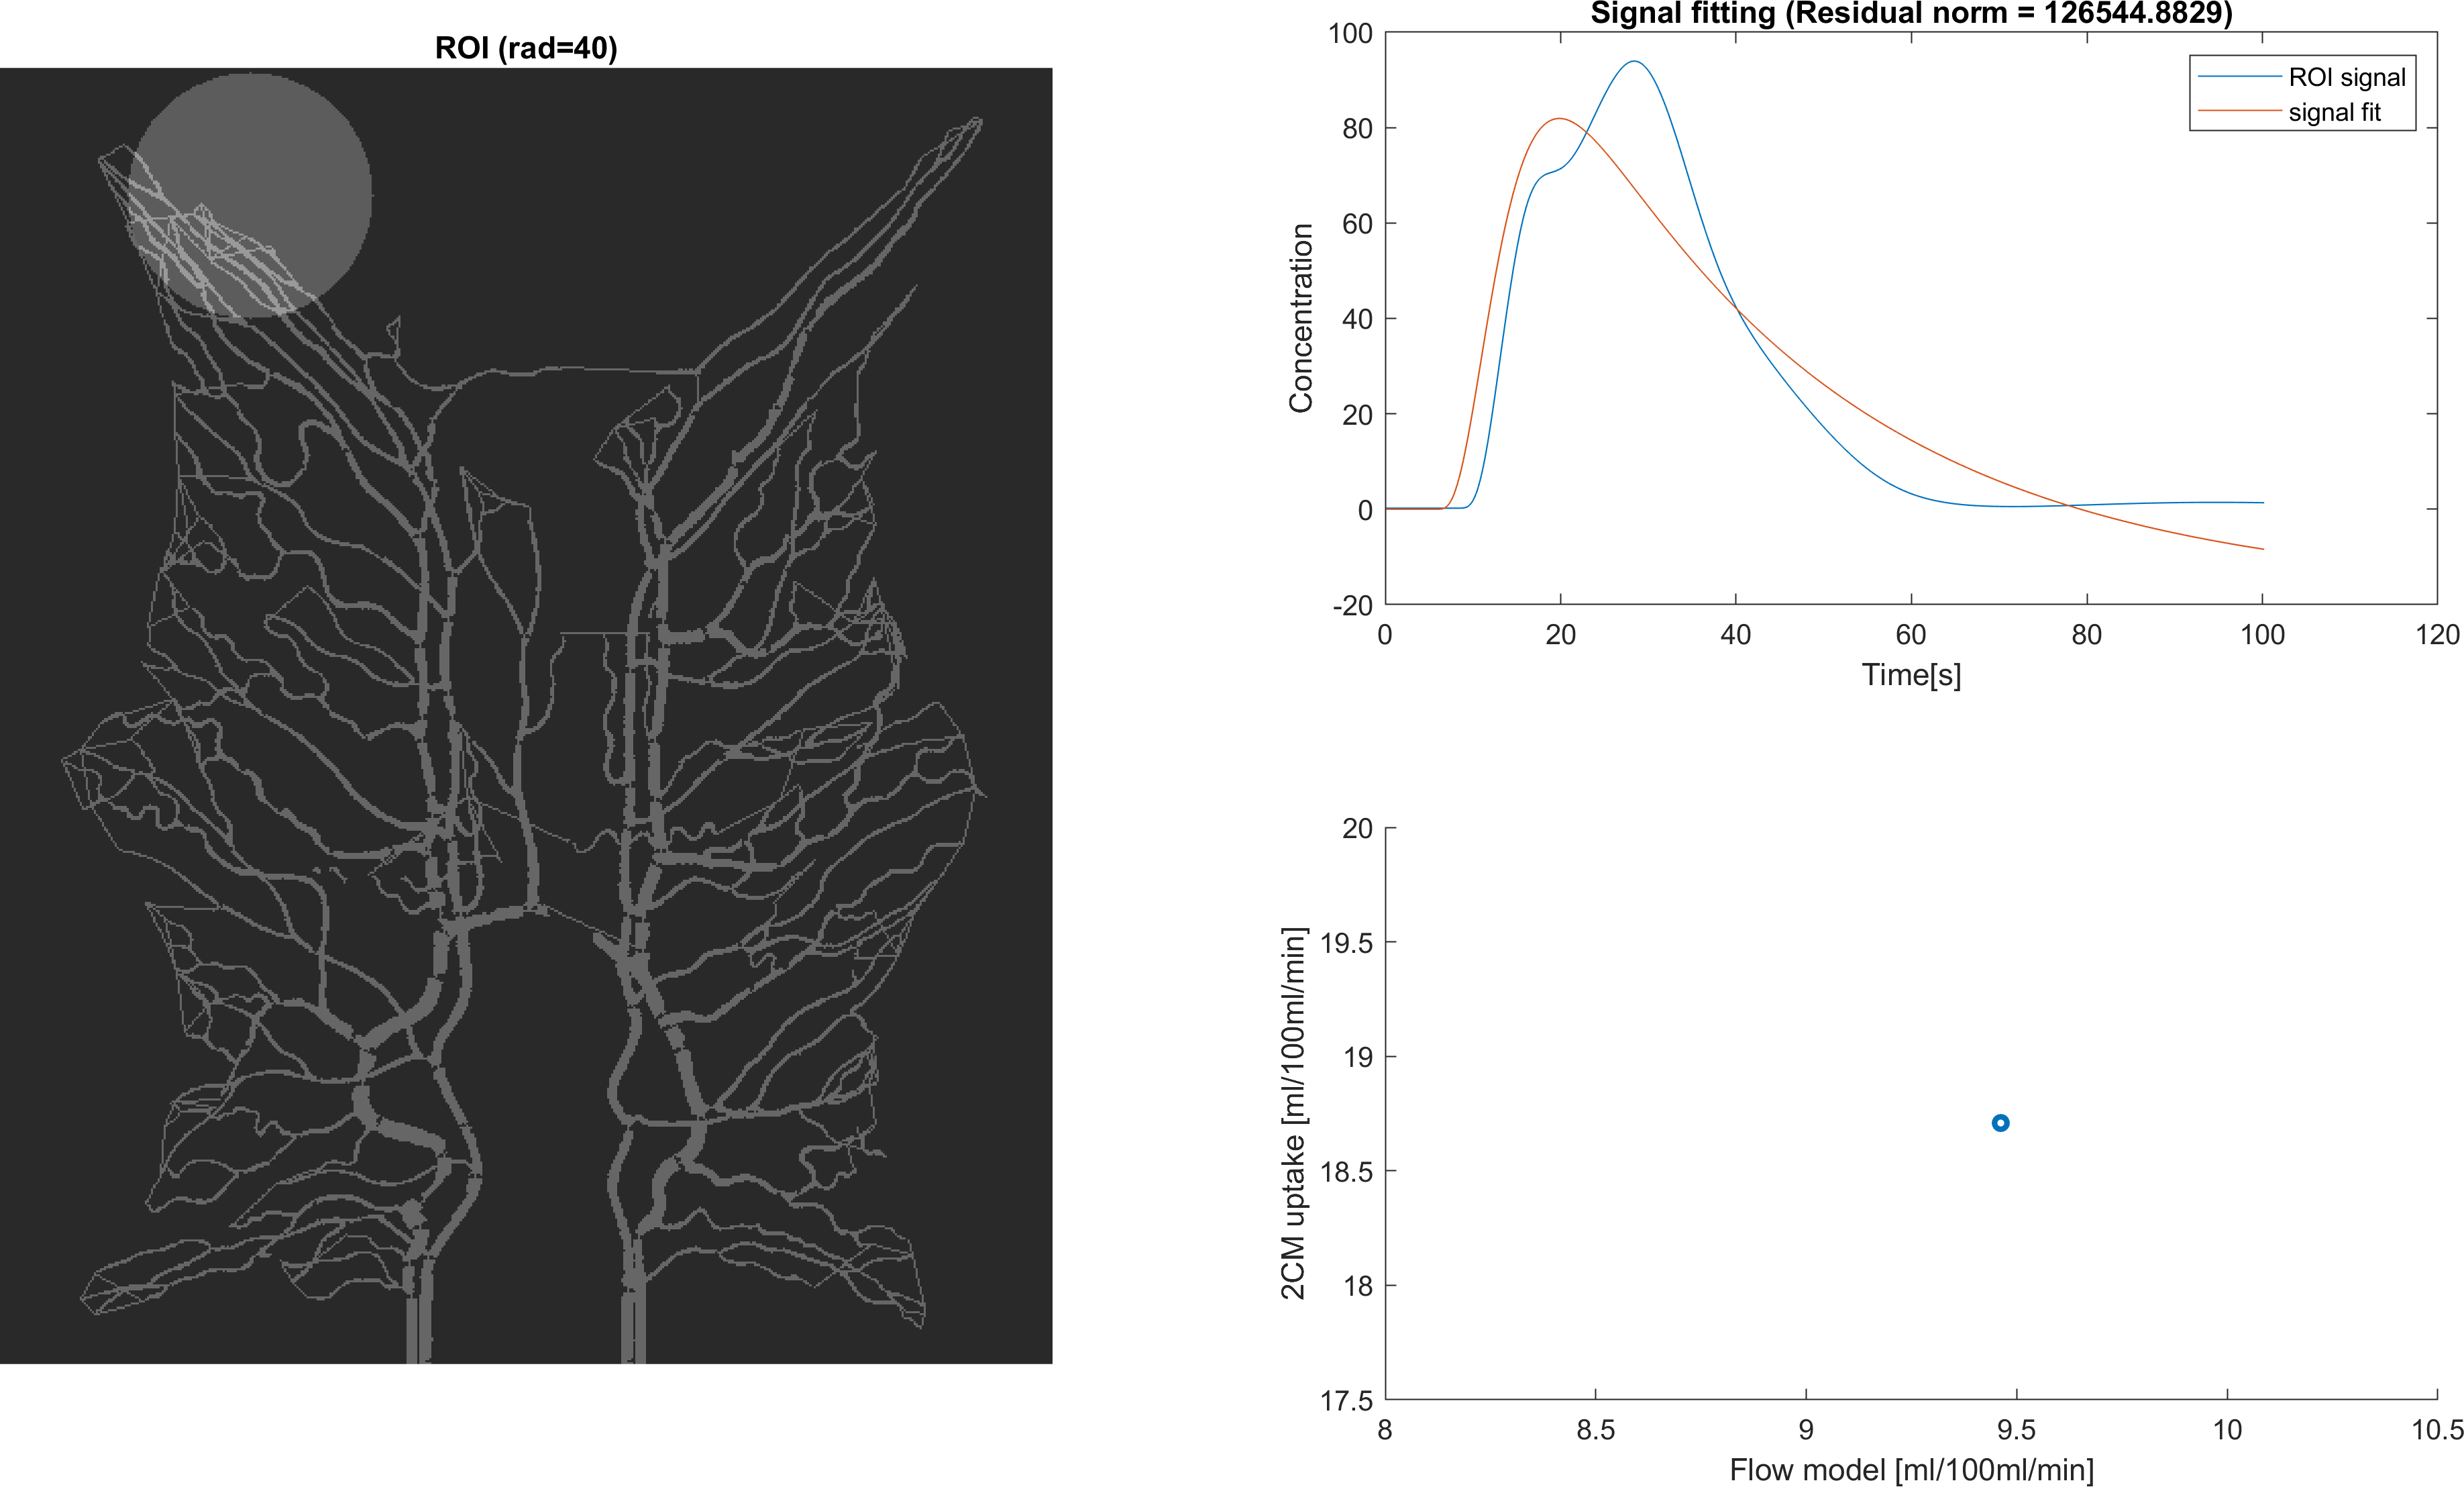 ROI (rad=40)
Signal fitting (Residual norm = 126544.8829)
100
80
60
40
20
0
-20
Concentration
ROI signal
signal fit
0 20 40 60 80 100 120
Time[s]
20
19.5
19
18.5
18
17.5
2CM uptake [ml/100ml/min]
8 8.5 9 9.5 10 10.5
Flow model [ml/100ml/min]